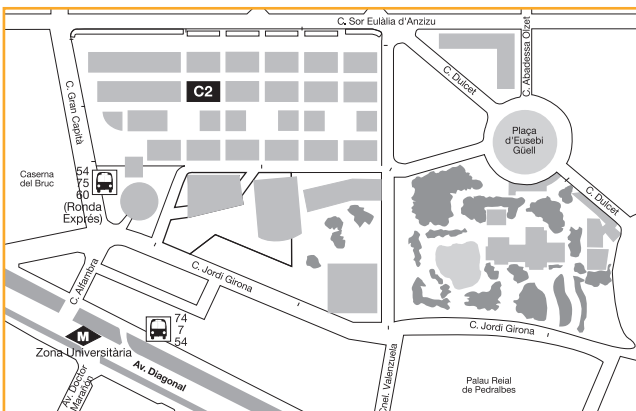 C. Sor Eulàlia d'Anzizu
C. Abadessa Olzet
C. Dulcet
C. Gran Capità
C2
Plaça
d'Eusebi
Güell
Caserna
del Bruc
54
75
60
(Ronda
Exprés)
C. Dulcet
C. Jordi Girona
C. Alfambra
74
7
54
M
Zona Universitària
C. Jordi Girona
Av. Diagonal
Cnel. Valenzuela
Palau Reial
de Pedralbes
Av. Doctor
Marañón